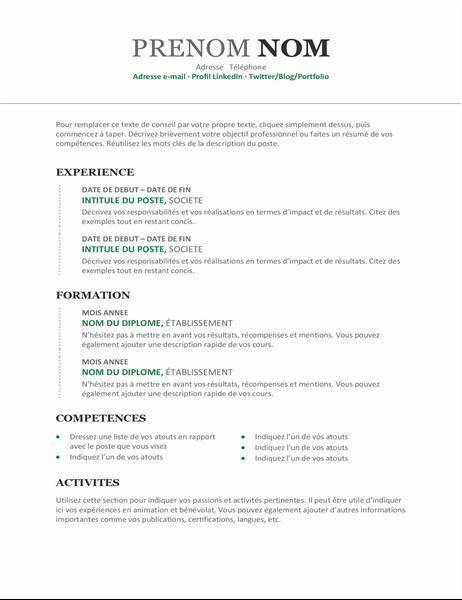 PRENOM NOM
Adresse Téléphone
Adresse e-mail · Profil LinkedIn · Twitter/Blog/Portfolio
Pour remplacer ce texte de conseil par votre propre texte, cliquez simplement dessus, puis
commencez à taper. Décrivez brièvement votre objectif professionnel ou faites un résumé de vos
compétences. Réutilisez les mots clés de la description du poste.
EXPERIENCE
DATE DE DEBUT – DATE DE FIN
INTITULE DU POSTE, SOCIETE
Décrivez vos responsabilités et vos réalisations en termes d'impact et de résultats. Citez des
exemples tout en restant concis.
DATE DE DEBUT – DATE DE FIN
INTITULE DU POSTE, SOCIETE
Décrivez vos responsabilités et vos réalisations en termes d'impact et de résultats. Citez des
exemples tout en restant concis.
FORMATION
MOIS ANNEE
NOM DU DIPLOME, ÉTABLISSEMENT
N'hésitez pas à mettre en avant vos résultats, récompenses et mentions. Vous pouvez
également ajouter une description rapide de vos cours.
MOIS ANNEE
NOM DU DIPLOME, ÉTABLISSEMENT
N'hésitez pas à mettre en avant vos résultats, récompenses et mentions. Vous pouvez
également ajouter une description rapide de vos cours.
COMPETENCES
• Dressez une liste de vos atouts en rapport
avec le poste que vous visez
• Indiquez l'un de vos atouts
• Indiquez l'un de vos atouts
• Indiquez l'un de vos atouts
• Indiquez l'un de vos atouts
ACTIVITES
Utilisez cette section pour indiquer vos passions et activités pertinentes. Il peut être utile d'indiquer
ici vos expériences en animation et bénévolat. Vous pouvez également ajouter d'autres informations
importantes comme vos publications, certifications, langues, etc.